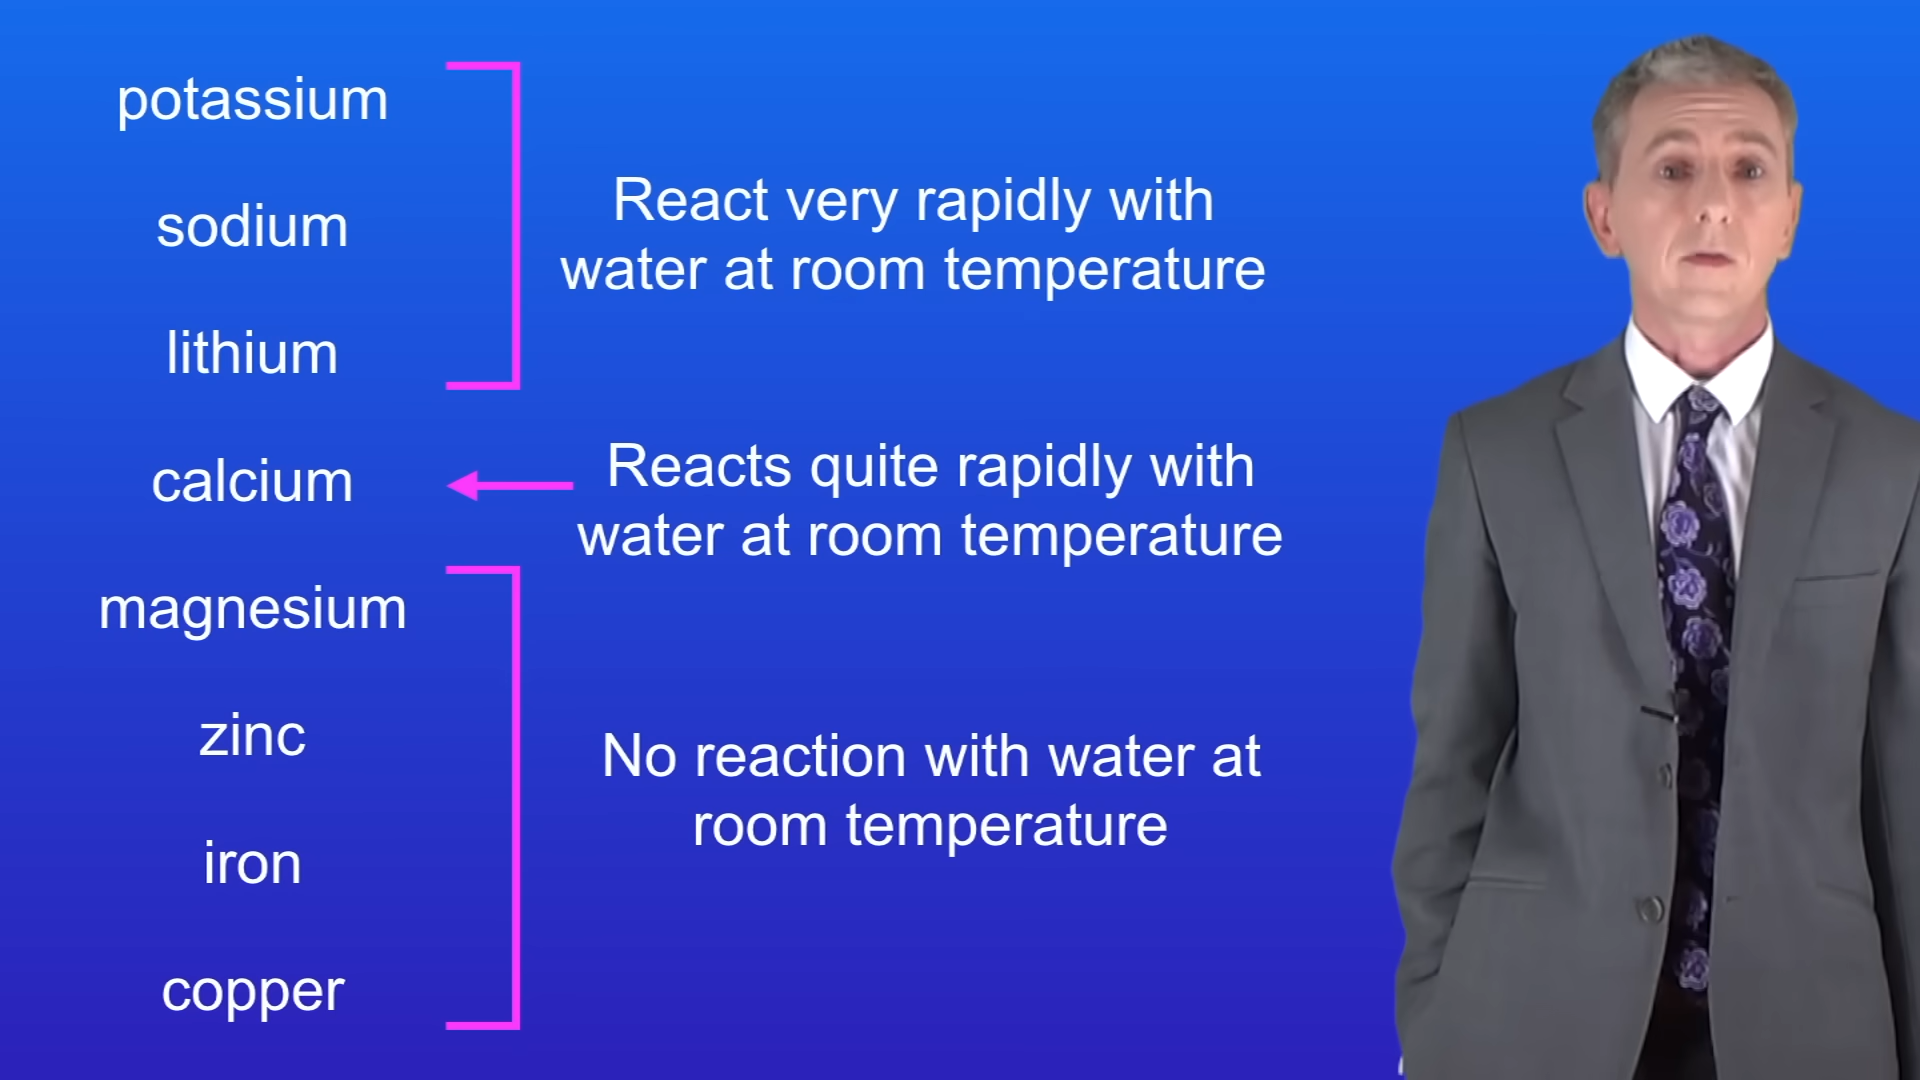 potassium
sodium
lithium
React very rapidly with
water at room temperature
calcium
Reacts quite rapidly with
water at room temperature
magnesium
zinc
iron
copper
No reaction with water at
room temperature